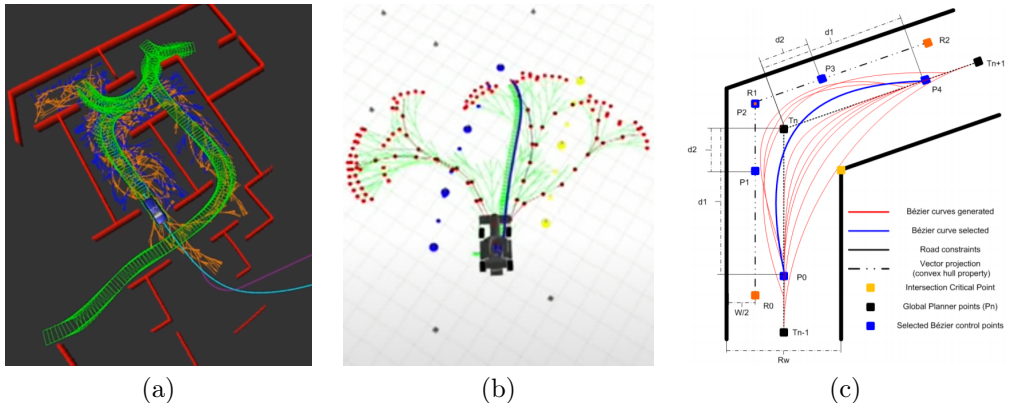 d1
d2
R2
P3
Tn+1
R1
P2
P4
Tn
d2
P1
d1
Bézier curves generated
Bézier curve selected
Road constraints
Vector projection
(convex hull property)
P0
Intersection Critical Point
R0
W/2
Global Planner points (Pn)
Tn-1
Selected Bézier control points
Rw
(a)
(b)
(c)